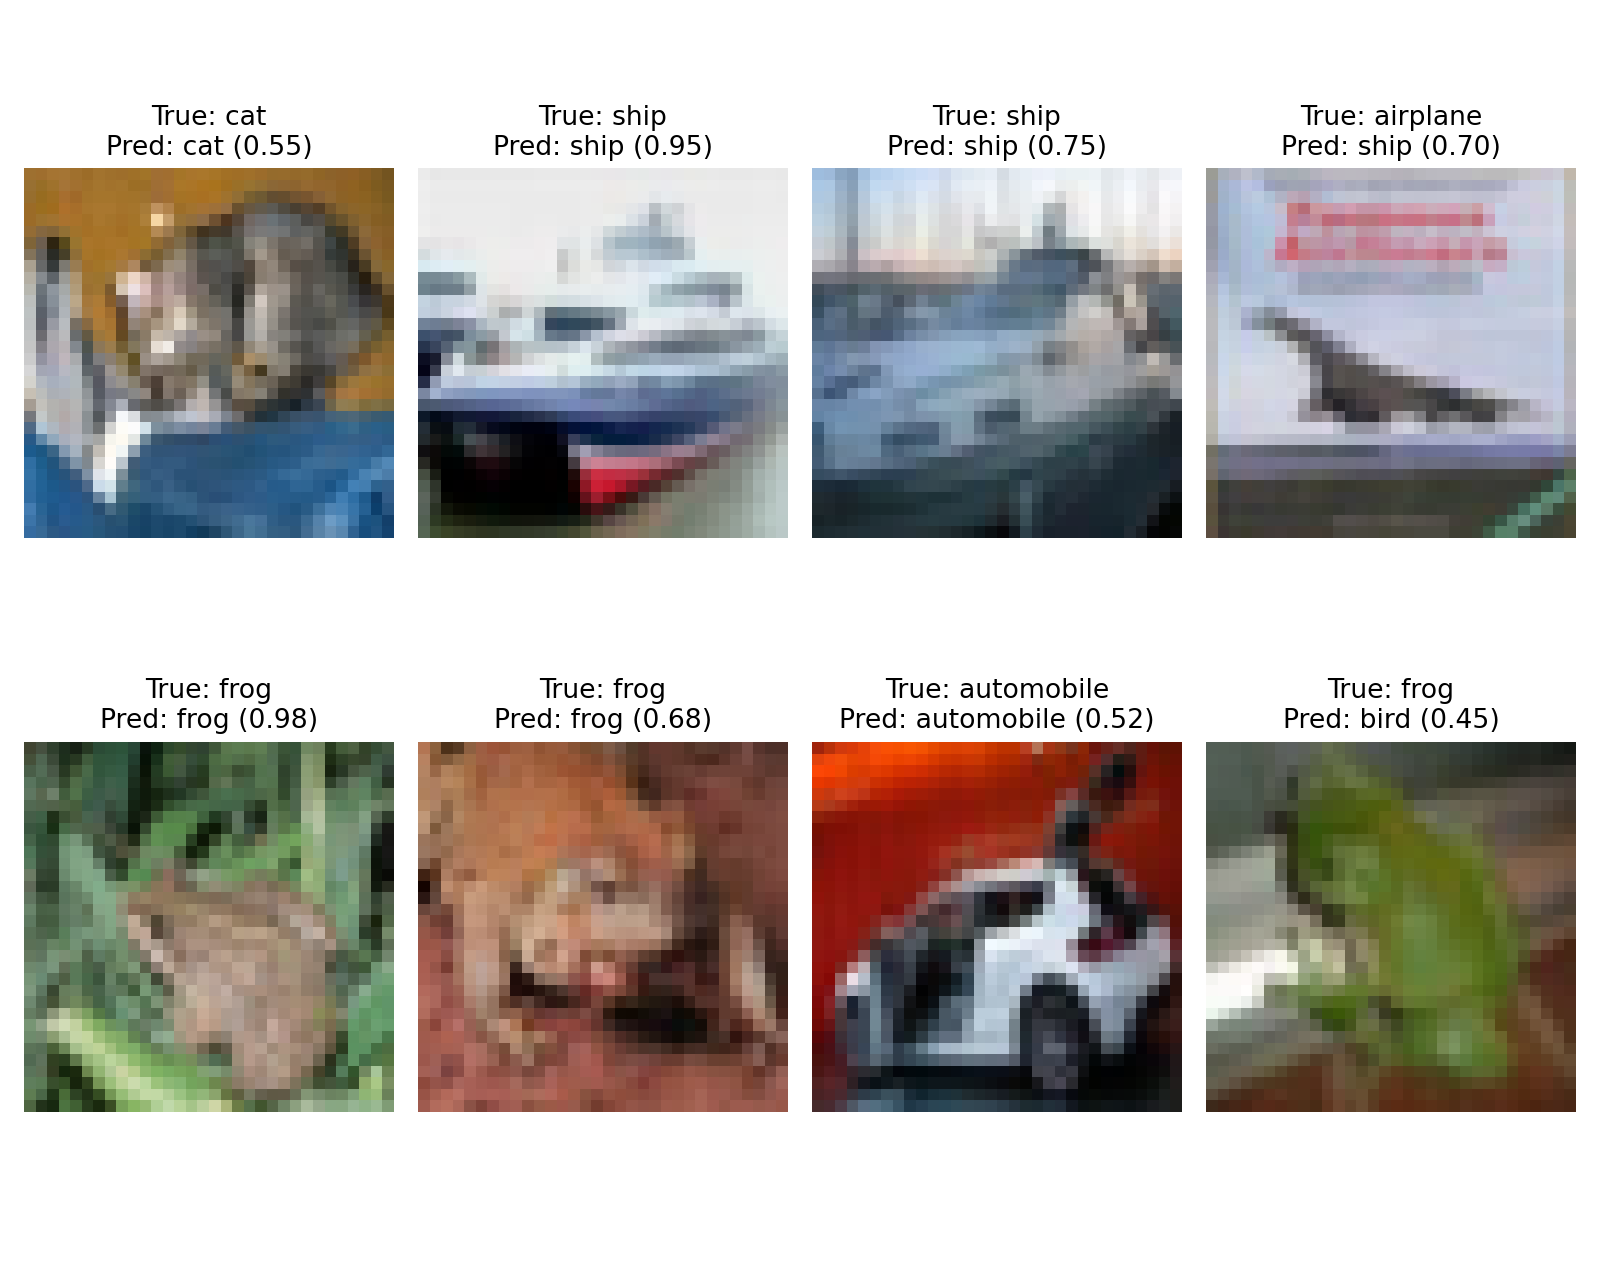 True: cat
Pred: cat (0.55)
True: ship
Pred: ship (0.95)
True: ship
Pred: ship (0.75)
True: airplane
Pred: ship (0.70)
True: frog
Pred: frog (0.98)
True: frog
Pred: frog (0.68)
True: automobile
Pred: automobile (0.52)
True: frog
Pred: bird (0.45)